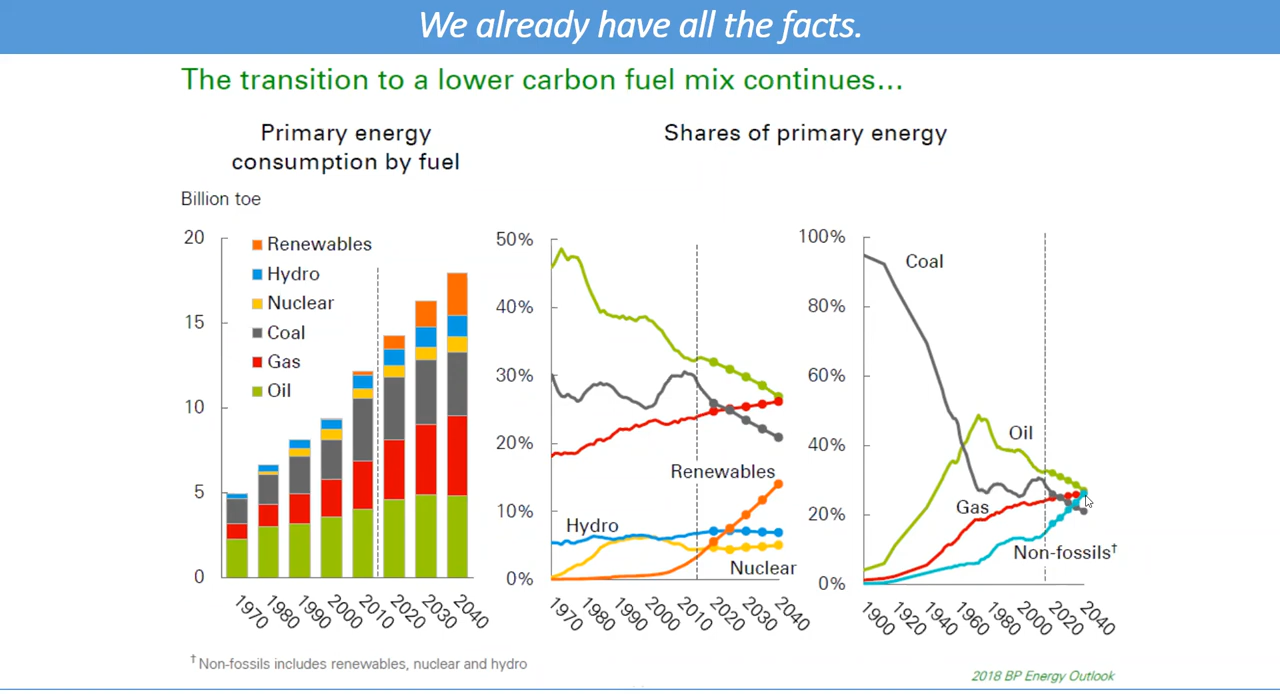 We already have all the facts.
The transition to a lower carbon fuel mix continues…
Primary energy
consumption by fuel
Billion toe
20
15
10
5
0
Renewables
Hydro
Nuclear
Coal
Gas
Oil
1970
1980
1990
2000
2010
2020
2030
2040
Shares of primary energy
50%
40%
30%
20%
10%
0%
Renewables
Hydro
Nuclear
1970
1980
1990
2000
2010
2020
2030
2040
100%
80%
60%
40%
20%
0%
Coal
Oil
Gas
Non-fossils†
1900
1920
1940
1960
1980
2000
2020
2040
†Non-fossils includes renewables, nuclear and hydro
2018 BP Energy Outlook